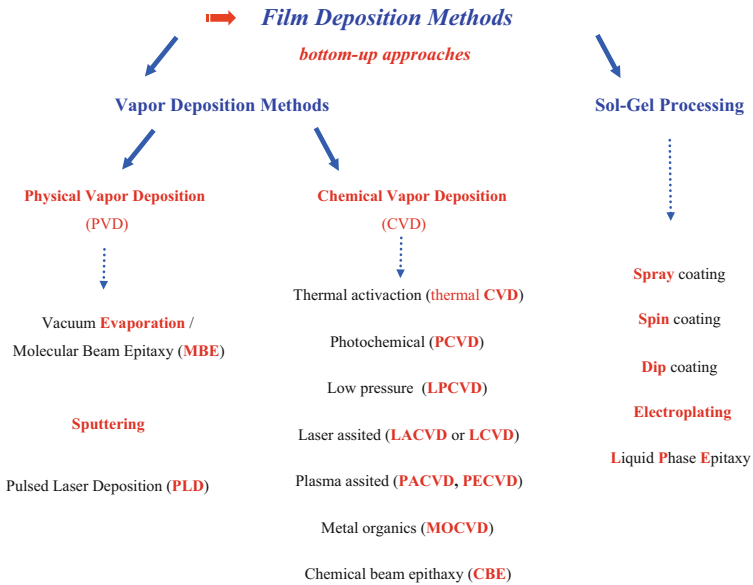 Film Deposition Methods
bottom-up approaches
Vapor Deposition Methods
Sol-Gel Processing
Physical Vapor Deposition
(PVD)
Chemical Vapor Deposition
(CVD)
Vacuum Evaporation /
Molecular Beam Epitaxy (MBE)
Sputtering
Pulsed Laser Deposition (PLD)
Thermal activaction (thermal CVD)
Photochemical (PCVD)
Low pressure (LPCVD)
Laser assited (LACVD or LCVD)
Plasma assited (PACVD, PECVD)
Metal organics (MOCVD)
Chemical beam epithaxy (CBE)
Spray coating
Spin coating
Dip coating
Electroplating
Liquid Phase Epitaxy